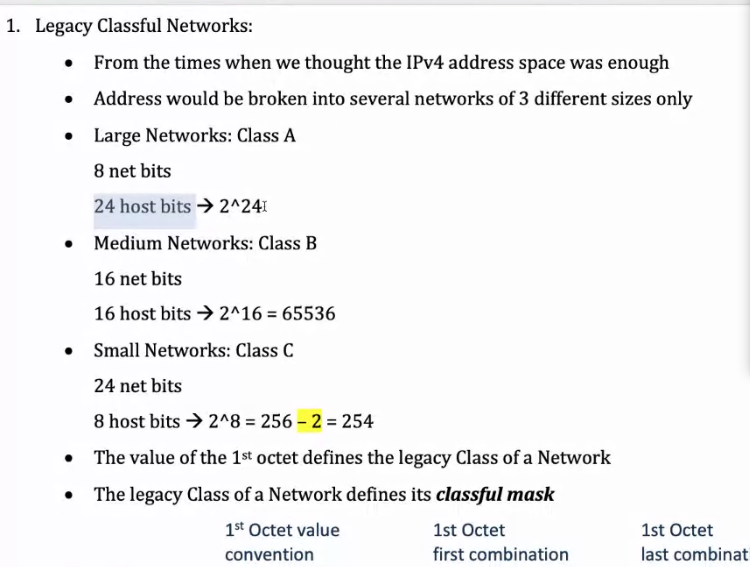 1. Legacy Classful Networks:
• From the times when we thought the IPv4 address space was enough
• Address would be broken into several networks of 3 different sizes only
• Large Networks: Class A
8 net bits
24 host bits → 2^24
• Medium Networks: Class B
16 net bits
16 host bits → 2^16 = 65536
• Small Networks: Class C
24 net bits
8 host bits → 2^8 = 256 – 2 = 254
• The value of the 1st octet defines the legacy Class of a Network
• The legacy Class of a Network defines its classful mask
1st Octet value 1st Octet 1st Octet
convention first combination last combinat